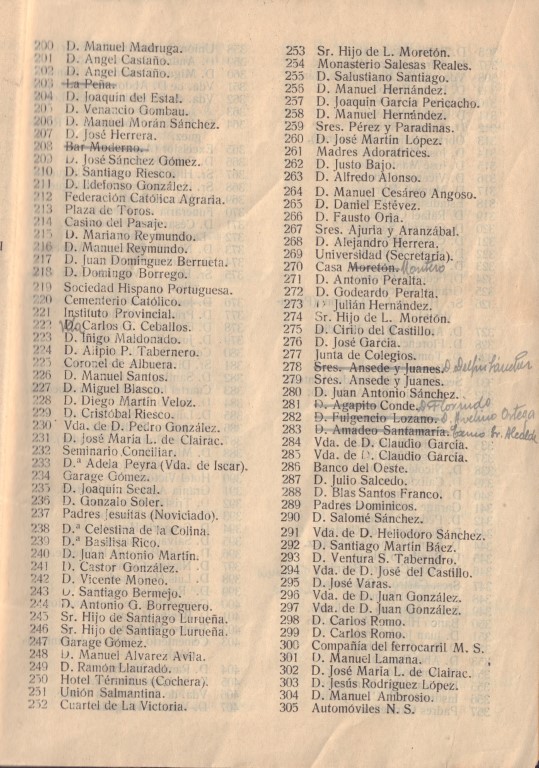 200 D. Manuel Madruga.
201 D. Angel Castaño.
202 D. Angel Castaño.
203 La Peña.
204 D. Joaquín del Estal.
205 D. Venancio Gombau.
206 D. Manuel Morán Sánchez.
207 D. José Herrera.
208 Bar Moderno.
209 D. José Sánchez Gómez.
210 D. Santiago Riesco.
211 D. Ildefonso González.
212 Federación Católica Agraria.
213 Plaza de Toros.
214 Casino del Pasaje.
215 D. Mariano Reymundo.
216 D. Manuel Reymundo.
217 D. Juan Domínguez Berrueta.
218 D. Domingo Borrego.
219 Sociedad Hispano Portuguesa.
220 Cementerio Católico.
221 Instituto Provincial.
222 Vda Carlos G. Ceballos.
223 D. Iñigo Maldonado.
224 D. Alipio P. Tabernero.
225 Coronel de Albuera.
226 D. Manuel Santos.
227 D. Miguel Blasco.
228 D. Diego Martín Veloz.
229 D. Cristóbal Riesco.
230 Vda. de D. Pedro González.
231 D. José María L. de Clairac.
232 Seminario Conciliar.
233 D.ª Adela Peyra (Vda. de Iscar).
234 Garage Gómez.
235 D. Joaquín Secal.
236 D. Gonzalo Soler.
237 Padres Jesuitas (Noviciado).
238 D.ª Celestina de la Colina.
239 D.ª Basilisa Rico.
240 D. Juan Antonio Martín.
241 D. Castor González.
242 D. Vicente Moneo.
243 D. Santiago Bermejo.
244 D. Antonio G. Borreguero.
245 Sr. Hijo de Santiago Lurueña.
246 Sr. Hijo de Santiago Lurueña.
247 Garage Gómez.
248 D. Manuel Alvarez Avila.
249 D. Ramón Llauradó.
250 Hotel Términus (Cochera).
251 Unión Salmantina.
252 Cuartel de La Victoria.
253 Sr. Hijo de L. Moretón.
254 Monasterio Salesas Reales.
255 D. Salustiano Santiago.
256 D. Manuel Hernández.
257 D. Joaquín García Pericacho.
258 D. Manuel Hernández.
259 Sres. Pérez y Paradinas.
260 D. José Martín López.
261 Madres Adoratrices.
262 D. Justo Bajo.
263 D. Alfredo Alonso.
264 D. Manuel Cesáreo Angoso.
265 D. Daniel Estévez.
266 D. Fausto Oria.
267 Sres. Ajuria y Aranzábal.
268 D. Alejandro Herrera.
269 Universidad (Secretaría).
270 Casa Moretón. Montero
271 D. Antonio Peralta.
272 D. Godeardo Peralta.
273 D. Julián Hernández.
274 Sr. Hijo de L. Moretón.
275 D. Cirilo del Castillo.
276 D. José García.
277 Junta de Colegios.
278 Sres. Ansede y Juanes. D. Delfín
279 Sres. Ansede y Juanes.
280 D. Juan Antonio Sánchez.
281 D. Agapito Conde. D. Florindo
282 D. Fulgencio Lozano. D. Avelino Ortega
283 D. Amadeo Santamaría. Sr. Alcalde
284 Vda. de D. Claudio García.
285 Vda. de D. Claudio García.
286 Banco del Oeste.
287 D. Julio Salcedo.
288 D. Blas Santos Franco.
289 Padres Dominicos.
290 D. Salomé Sánchez.
291 Vda. de Heliodoro Sánchez.
292 D. Santiago Martín Báez.
293 D. Ventura S. Taberndro.
294 Vda. de D. José del Castillo.
295 D. José Varas.
296 Vda. de D. Juan González.
297 Vda. de D. Juan González.
298 D. Carlos Romo.
299 D. Carlos Romo.
300 Compañía del ferrocarril M. S.
301 D. Manuel Lamana.
302 D. José María L. de Clairac.
303 D. Jesús Rodríguez López.
304 D. Manuel Ambrosio.
305 Automóviles N. S.